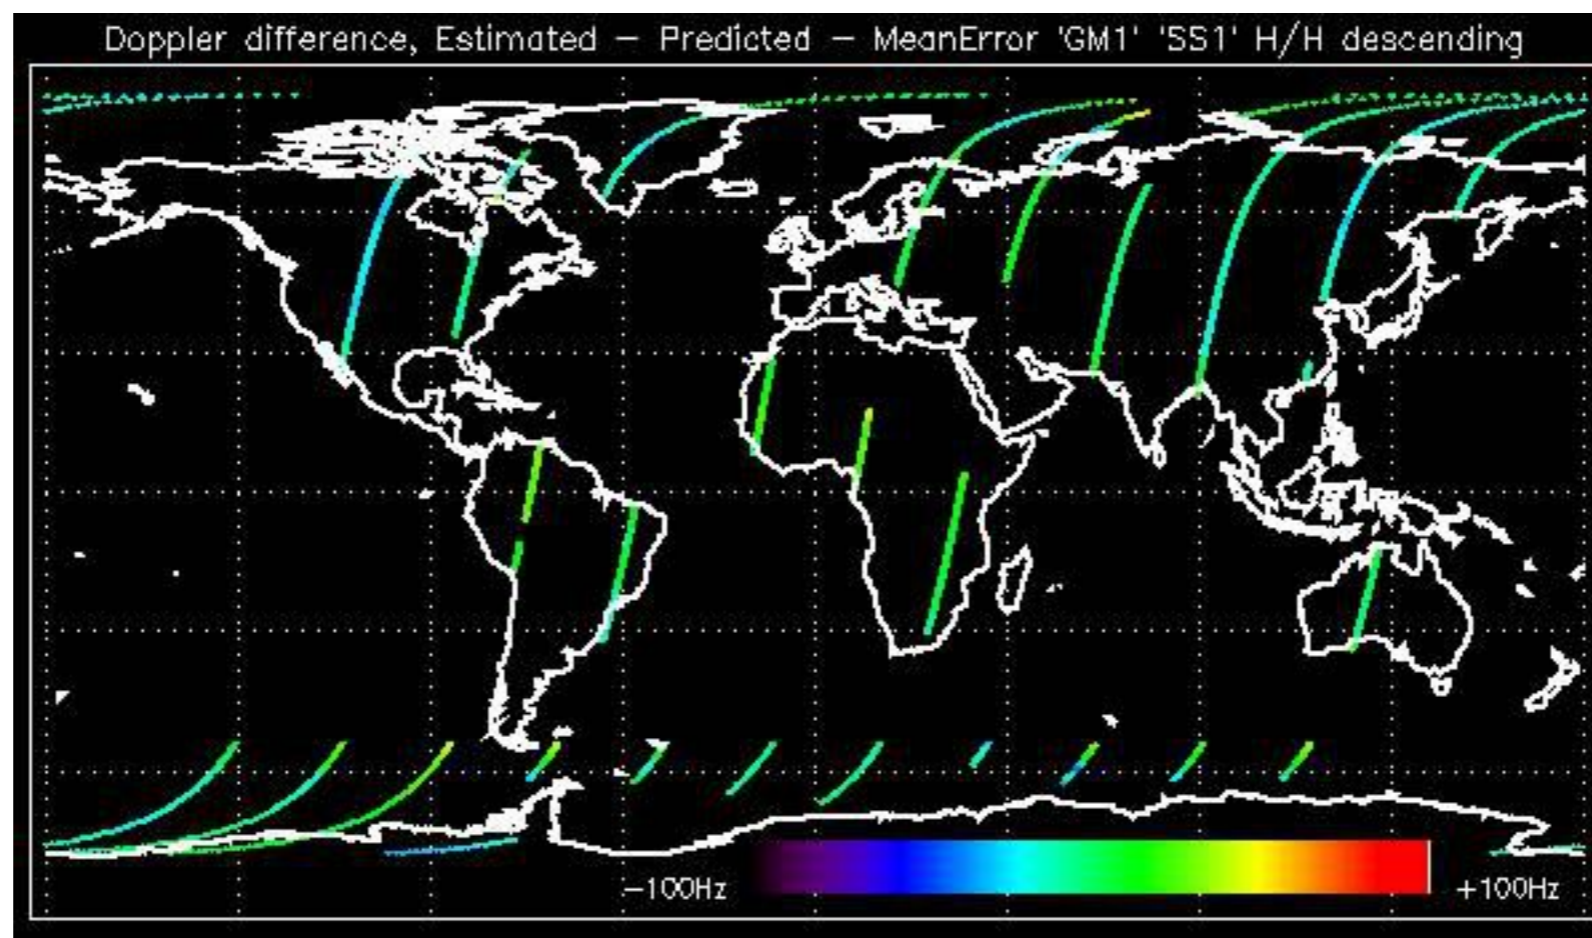 Doppler difference, Estimated − Predicted − MeanError 'GM1' 'SS1' H/H descending
−100Hz
+100Hz